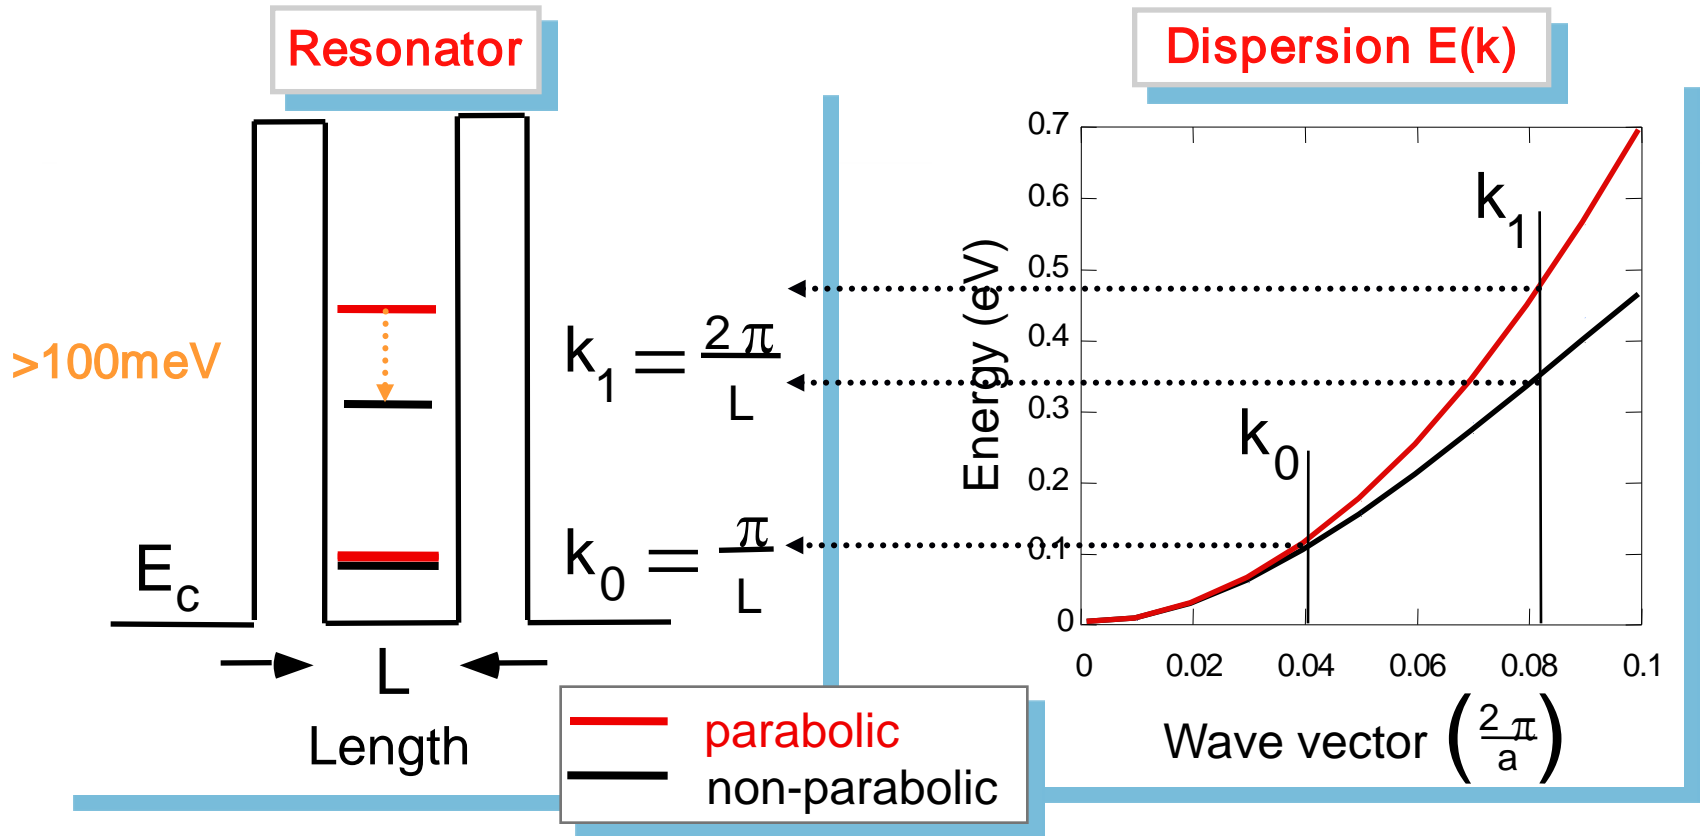 Resonator
Dispersion E(k)
>100meV
k₁ = 2π/L
k₀ = π/L
E_c
L
Length
parabolic
non-parabolic
Energy (eV)
0.7
0.6
0.5
0.4
0.3
0.2
0.1
0
k₁
k₀
0 0.02 0.04 0.06 0.08 0.1
Wave vector (2π/a)